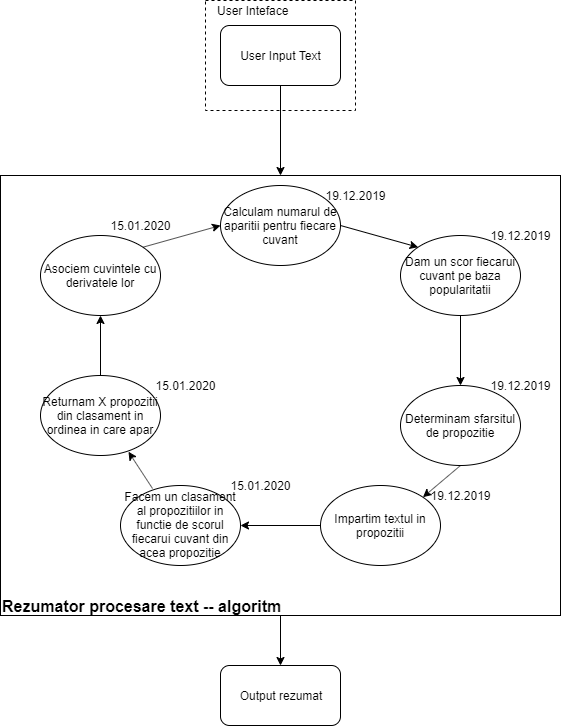 User Inteface
User Input Text
19.12.2019
Calculam numarul de
aparitii pentru fiecare
cuvant
19.12.2019
Dam un scor fiecarui
cuvant pe baza
popularitatii
19.12.2019
Determinam sfarsitul
de propozitie
19.12.2019
Impartim textul in
propozitii
15.01.2020
Facem un clasament
al propozitiilor in
functie de scorul
fiecarui cuvant din
acea propozitie
15.01.2020
Returnam X propozitii
din clasament in
ordinea in care apar
15.01.2020
Asociem cuvintele cu
derivatele lor
Rezumator procesare text -- algoritm
Output rezumat